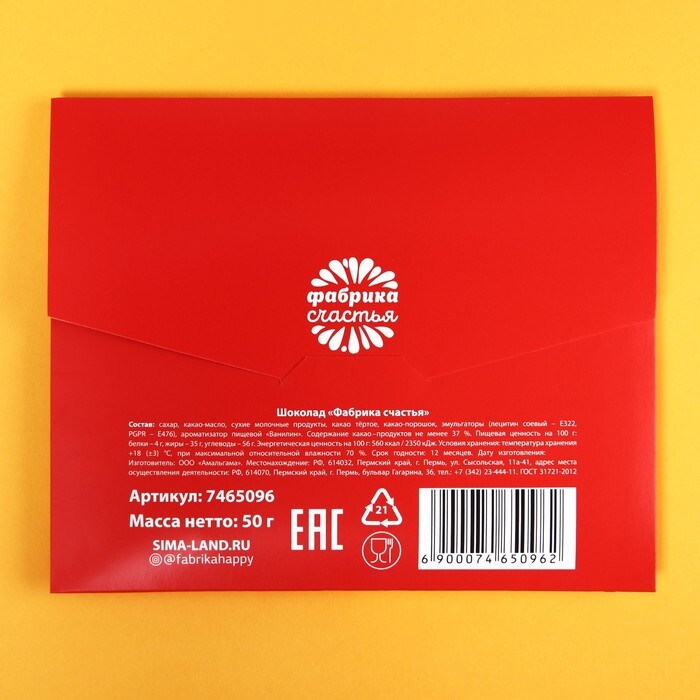 фабрика
счастья
Шоколад «Фабрика счастья»
Состав: сахар, какао-масло, сухие молочные продукты, какао тёртое, какао-порошок, эмульгаторы (лецитин соевый – Е322,
PGPR – Е476), ароматизатор пищевой «Ванилин». Содержание какао–продуктов не менее 37 %. Пищевая ценность на 100 г:
белки – 4 г, жиры – 35 г, углеводы – 56 г. Энергетическая ценность на 100 г: 560 ккал / 2350 кДж. Условия хранения: температура хранения
+18 (±3) °С, при максимальной относительной влажности 70 %. Срок годности: 12 месяцев. Дату изготовления:
Изготовитель: ООО «Амальгама». Местонахождение: РФ, 614032, Пермский край, г. Пермь, ул. Сысольская, 11а-41, адрес места
осуществления деятельности: РФ, 614070, Пермский край, г. Пермь, бульвар Гагарина, 36, тел.: +7 (342) 23-444-11. ГОСТ 31721-2012
Артикул: 7465096
Масса нетто: 50 г
SIMA-LAND.RU
@fabrikahappy
ЕАС
21
6 900074 650962